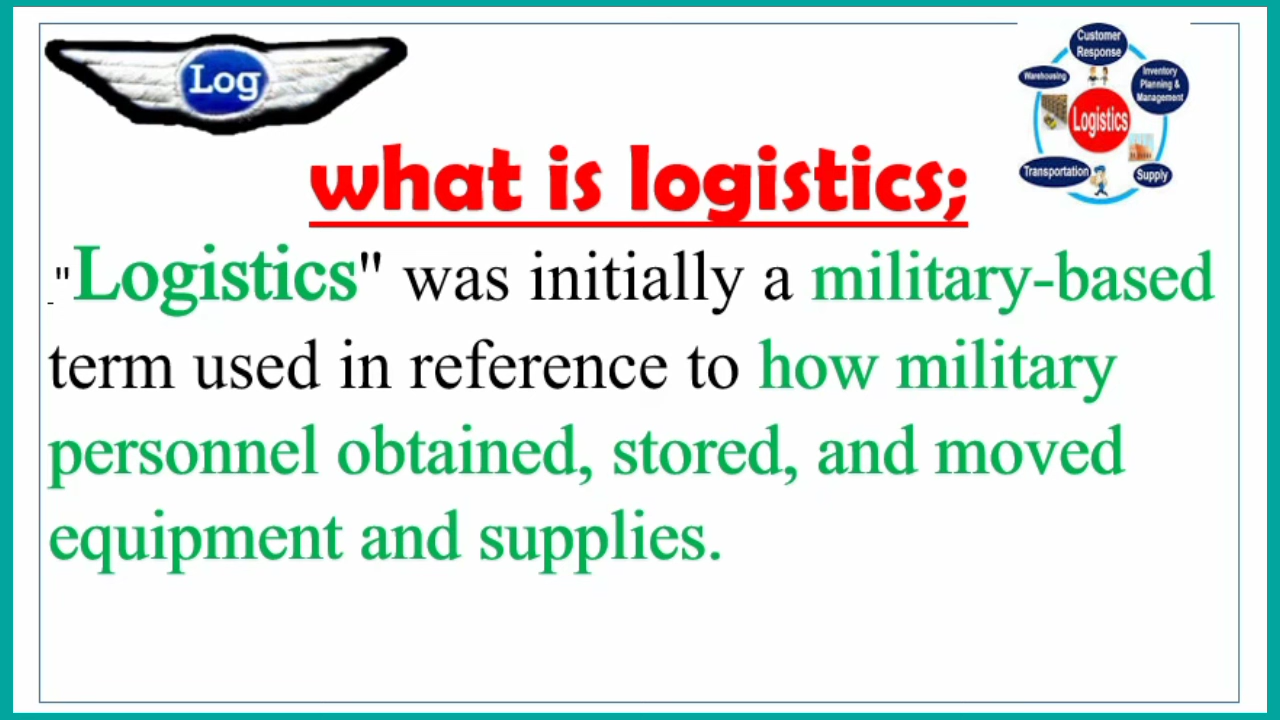 Log
Customer
Response
Warehousing
Inventory
Planning &
Management
Logistics
Transportation
Supply
what is logistics;
"Logistics" was initially a military-based
term used in reference to how military
personnel obtained, stored, and moved
equipment and supplies.